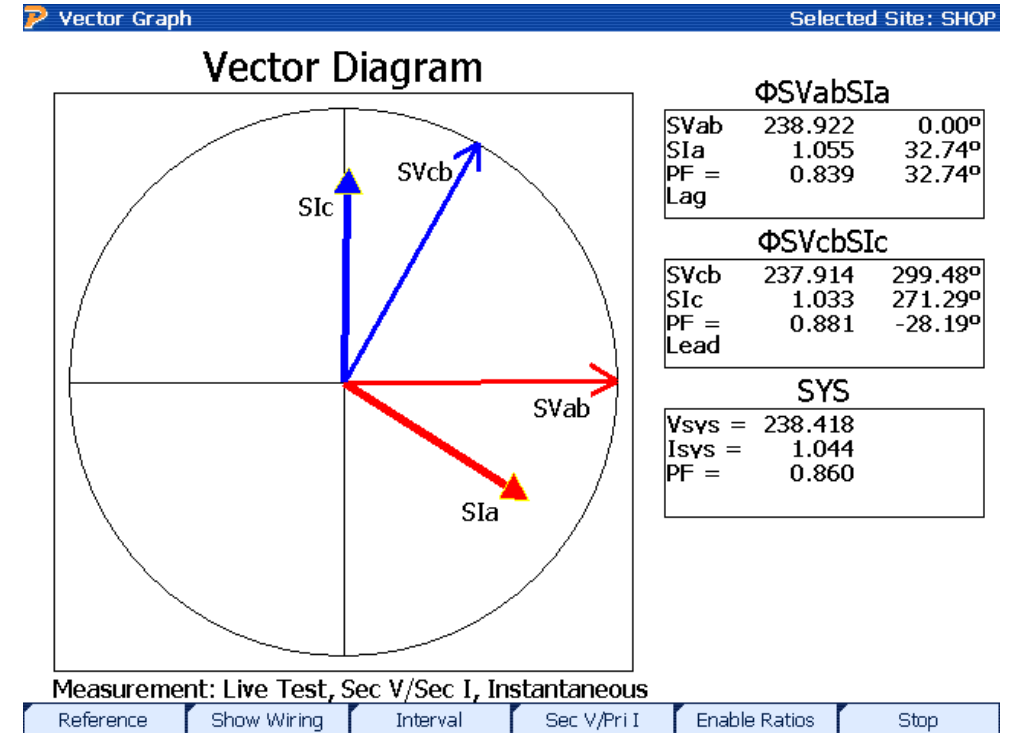 Vector Graph Selected Site: SHOP
Vector Diagram
SVcb
SIc
SVab
SIa
ΦSVabSIa
SVab 238.922 0.00º
SIa 1.055 32.74º
PF = 0.839 32.74º
Lag
ΦSVcbSIc
SVcb 237.914 299.48º
SIc 1.033 271.29º
PF = 0.881 -28.19º
Lead
SYS
Vsys = 238.418
Isys = 1.044
PF = 0.860
Measurement: Live Test, Sec V/Sec I, Instantaneous
Reference Show Wiring Interval Sec V/Pri I Enable Ratios Stop